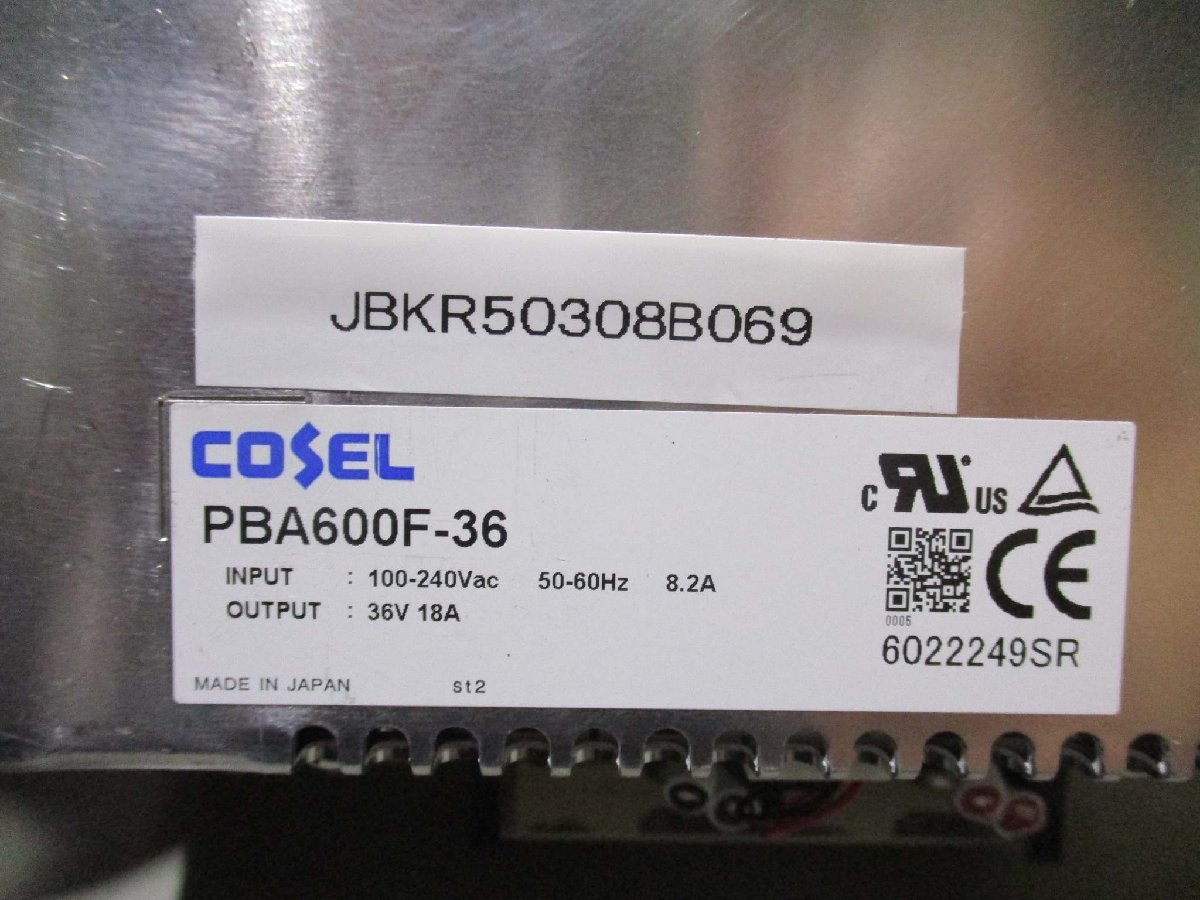 JBKR50308B069
COSEL
PBA600F-36
INPUT : 100-240Vac 50-60Hz 8.2A
OUTPUT : 36V 18A
MADE IN JAPAN st2
C RU US
CE
0005
6022249SR